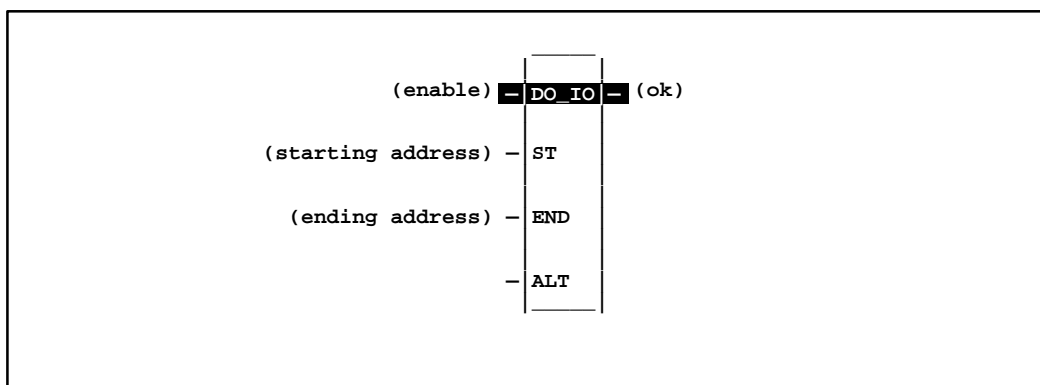 (enable) – DO_IO – (ok)
(starting address) – ST
(ending address) – END
– ALT